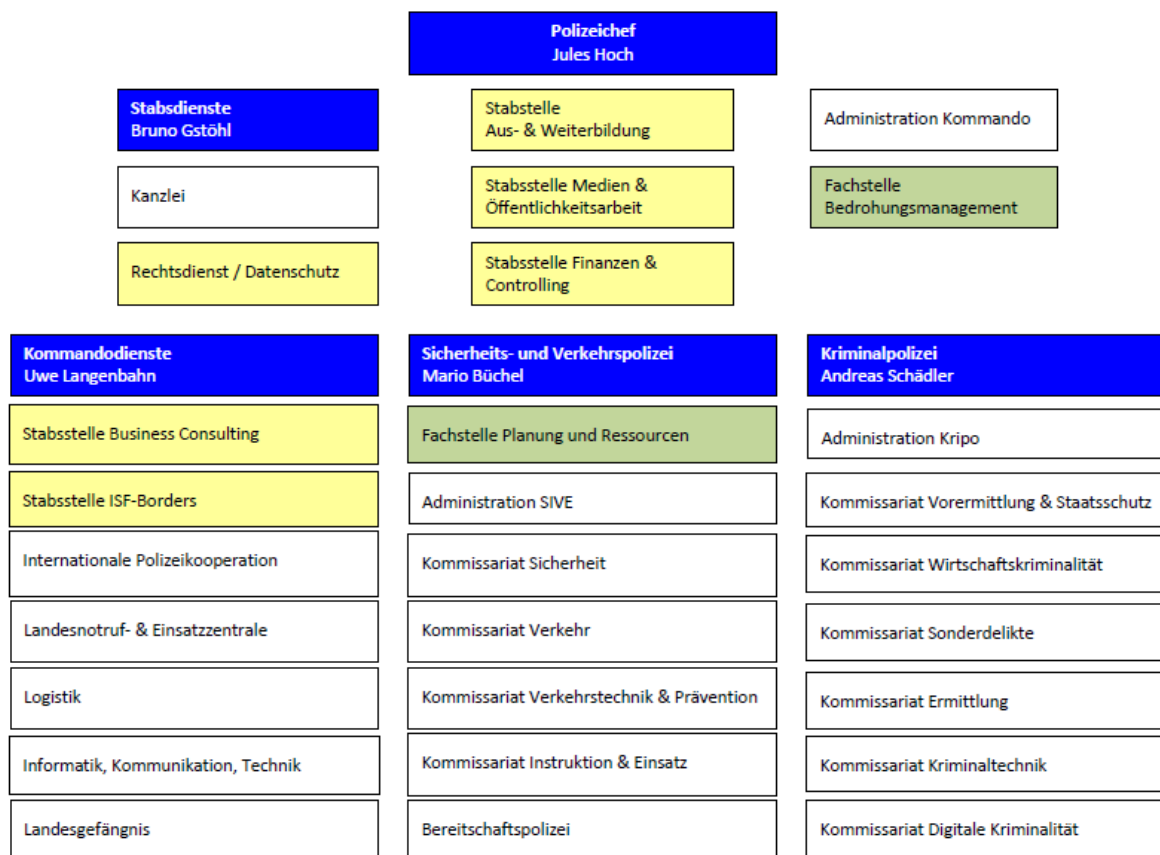 Polizeichef
Jules Hoch
Stabsdienste
Bruno Gstöhl
Kanzlei
Rechtsdienst / Datenschutz
Stabstelle
Aus- & Weiterbildung
Stabsstelle Medien &
Öffentlichkeitsarbeit
Stabsstelle Finanzen &
Controlling
Administration Kommando
Fachstelle
Bedrohungsmanagement
Kommandodienste
Uwe Langenbahn
Stabsstelle Business Consulting
Stabsstelle ISF-Borders
Internationale Polizeikooperation
Landesnotruf- & Einsatzzentrale
Logistik
Informatik, Kommunikation, Technik
Landesgefängnis
Sicherheits- und Verkehrspolizei
Mario Büchel
Fachstelle Planung und Ressourcen
Administration SIVE
Kommissariat Sicherheit
Kommissariat Verkehr
Kommissariat Verkehrstechnik & Prävention
Kommissariat Instruktion & Einsatz
Bereitschaftspolizei
Kriminalpolizei
Andreas Schädler
Administration Kripo
Kommissariat Vorermittlung & Staatsschutz
Kommissariat Wirtschaftskriminalität
Kommissariat Sonderdelikte
Kommissariat Ermittlung
Kommissariat Kriminaltechnik
Kommissariat Digitale Kriminalität